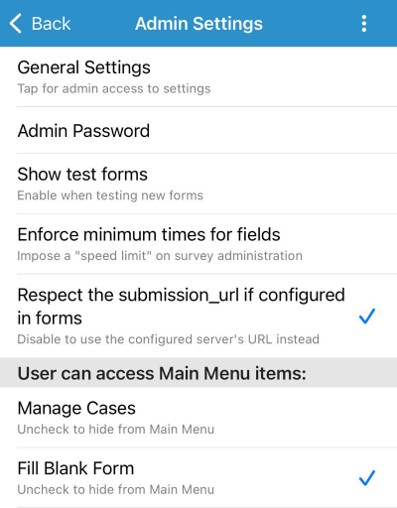 Back
Admin Settings
General Settings
Tap for admin access to settings
Admin Password
Show test forms
Enable when testing new forms
Enforce minimum times for fields
Impose a "speed limit" on survey administration
Respect the submission_url if configured
in forms
Disable to use the configured server's URL instead
User can access Main Menu items:
Manage Cases
Uncheck to hide from Main Menu
Fill Blank Form
Uncheck to hide from Main Menu